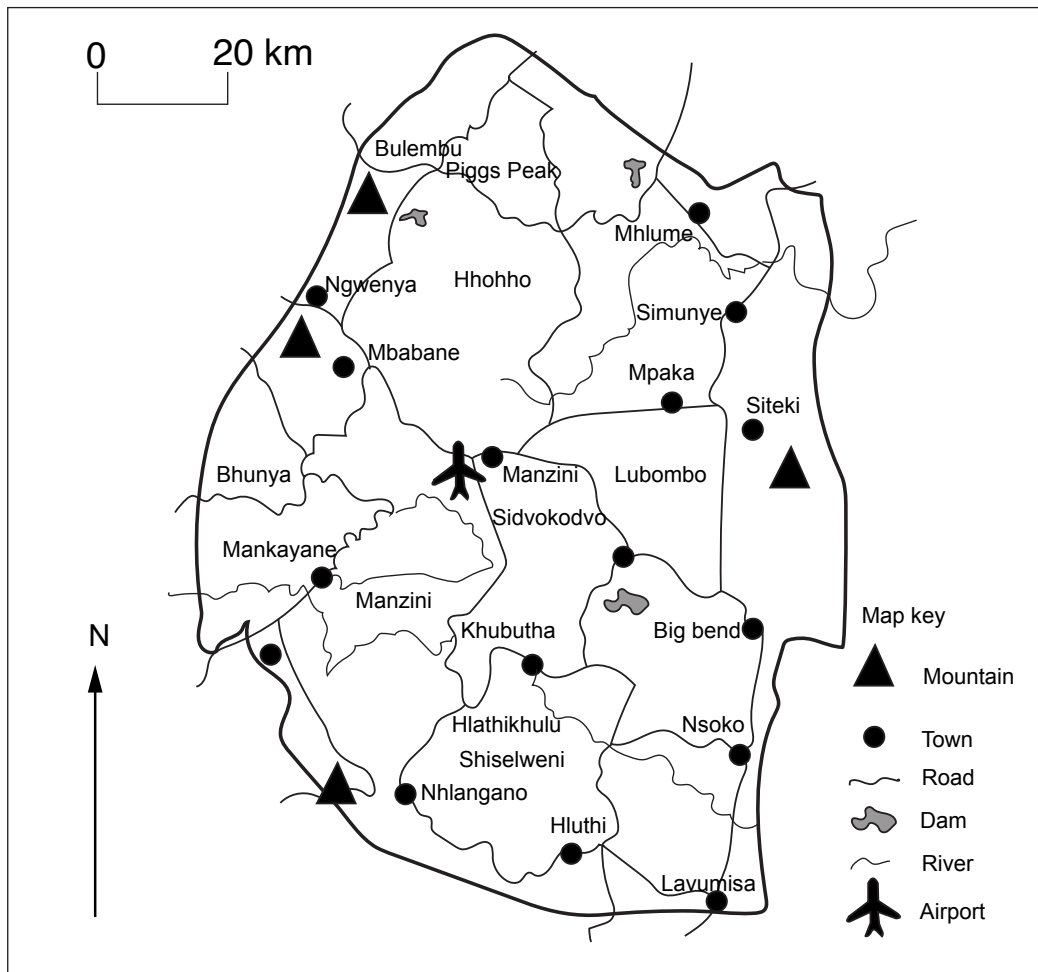 0 20 km
Bulembu
Piggs Peak
Mhlume
Ngwenya
Hhohho
Simunye
Mbabane
Mpaka
Siteki
Bhunya
Manzini
Lubombo
Sidvokodvo
Mankayane
Manzini
Map key
N
Khubutha
Big bend
Mountain
Hlathikhulu
Nsoko
Town
Shiselweni
Road
Nhlangano
Dam
Hluthi
River
Lavumisa
Airport